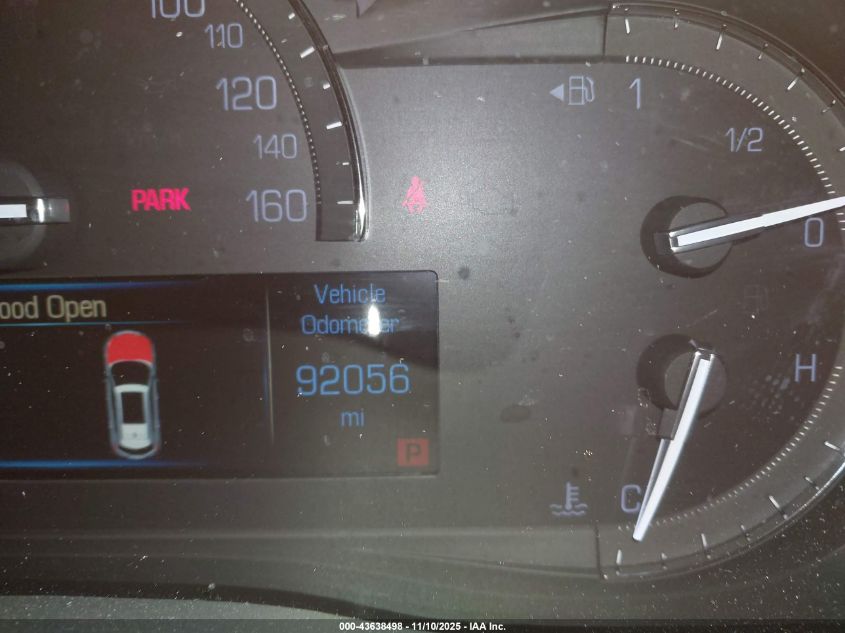 100
110
120
140
160
PARK
1
1/2
0
ood Open
Vehicle
Odometer
92056
mi
P
H
C
000-43638498 - 11/10/2025 - IAA Inc.